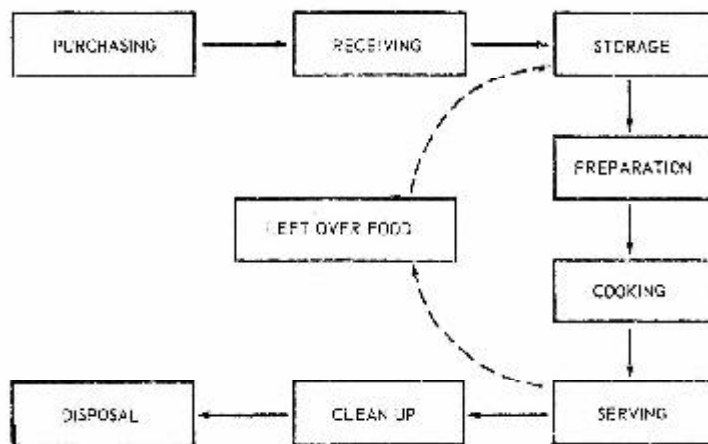 PURCHASING
RECEIVING
STORAGE
PREPARATION
LEFT OVER FOOD
COOKING
DISPOSAL
CLEAN UP
SERVING